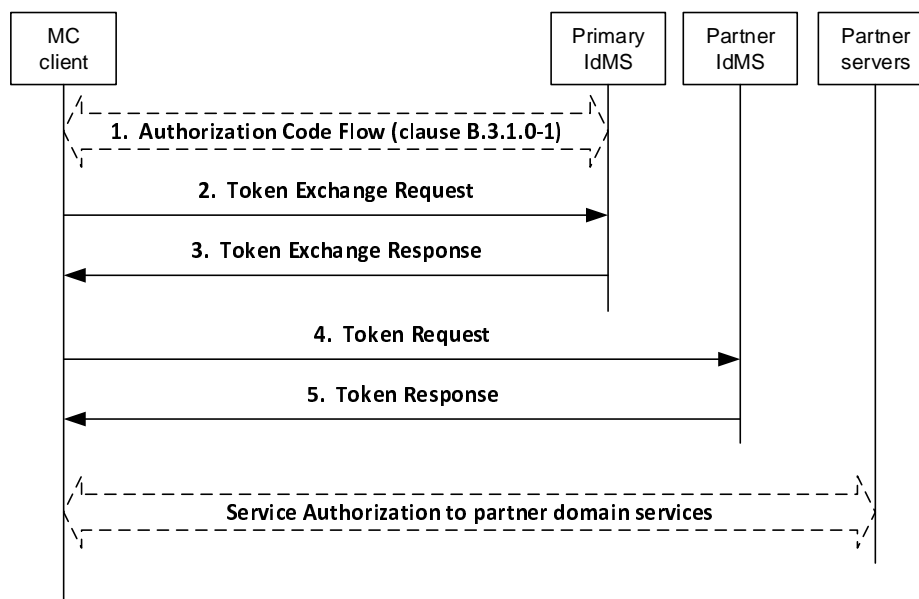 MC
client
Primary
IdMS
Partner
IdMS
Partner
servers
1. Authorization Code Flow (clause B.3.1.0-1)
2. Token Exchange Request
3. Token Exchange Response
4. Token Request
5. Token Response
Service Authorization to partner domain services